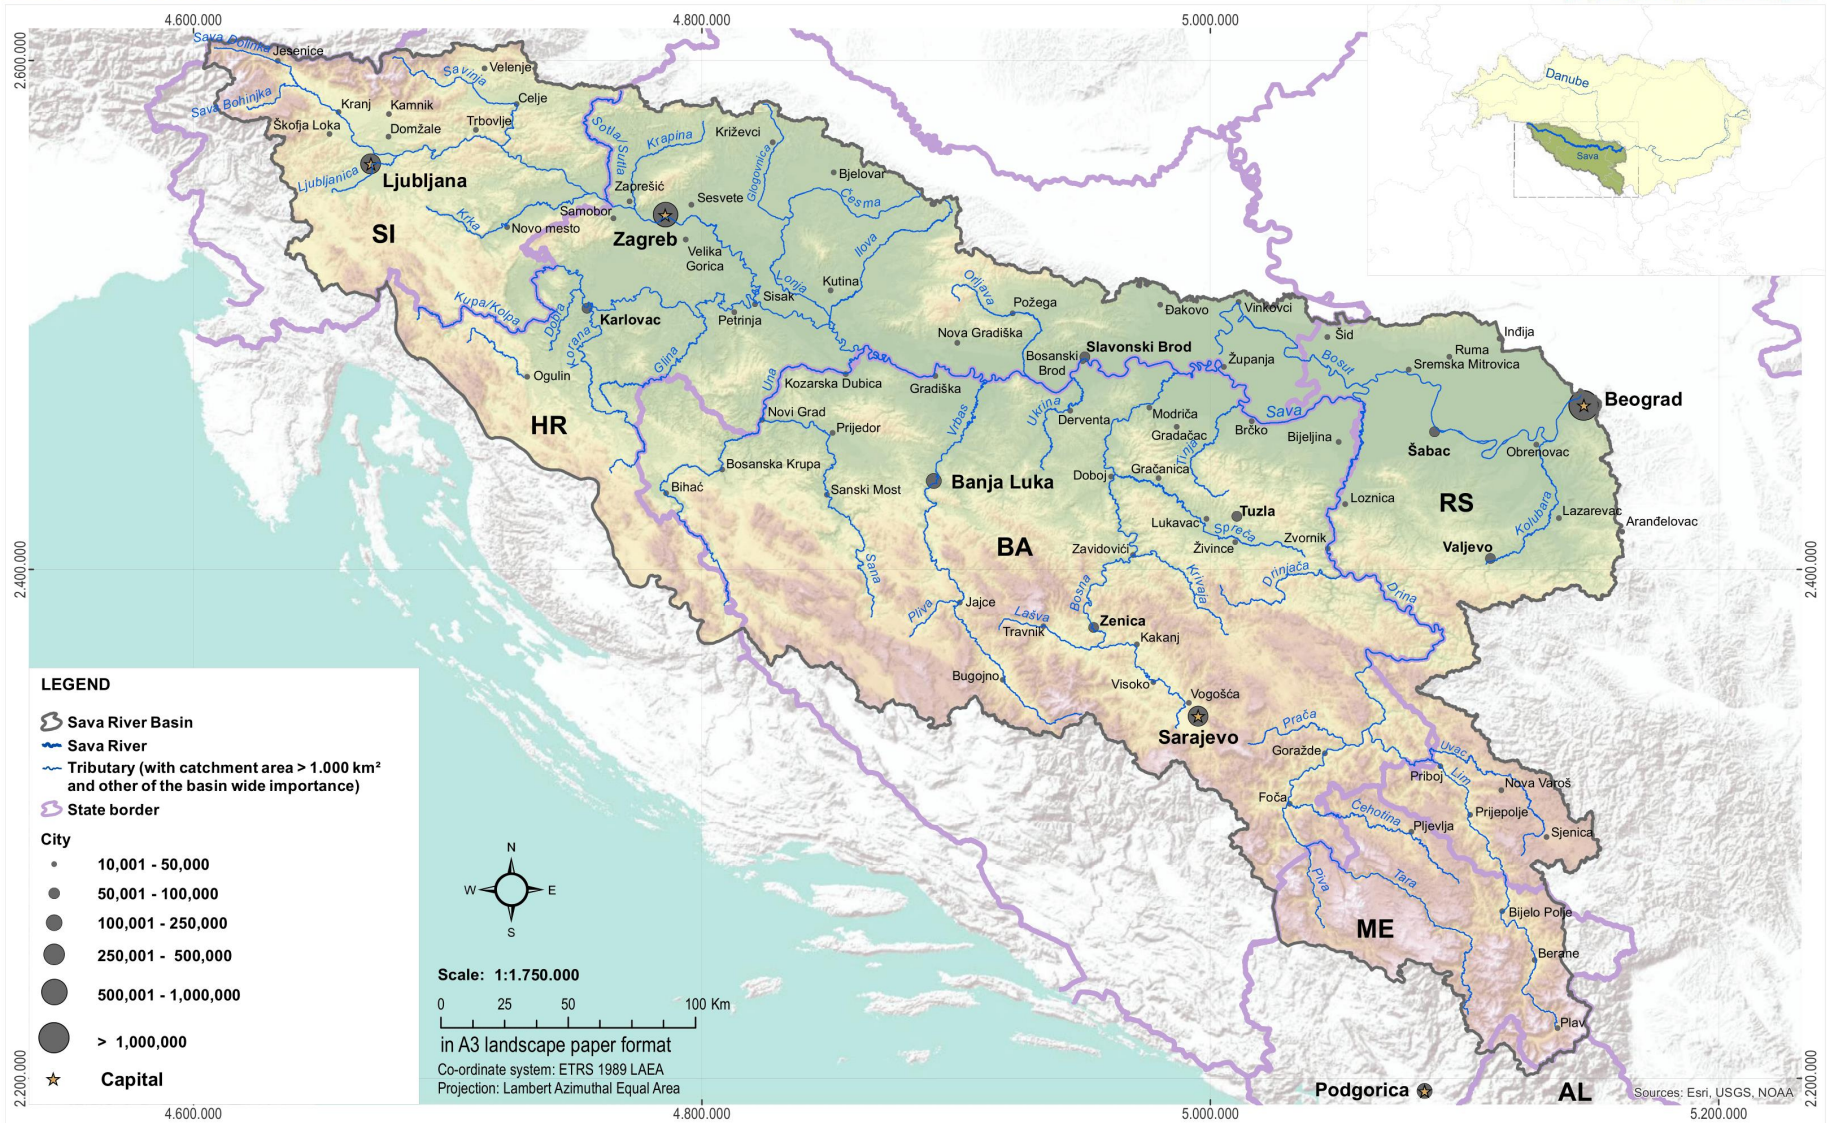 4.600.000
4.800.000
5.000.000
2.600.000
2.400.000
2.200.000
2.400.000
2.200.000
4.600.000
4.800.000
5.000.000
5.200.000
Danube
Sava
Sava Dolinka
Jesenice
Sava Bohinjka
Savinja
Velenje
Celje
Kranj
Kamnik
Škofja Loka
Domžale
Trbovlje
Ljubljanica
Ljubljana
SI
Krka
Novo mesto
Sotla/Sutla
Krapina
Križevci
Glogovnica
Bjelovar
Česma
Zaprešić
Sesvete
Samobor
Zagreb
Velika
Gorica
Ilova
Lonja
Kutina
Sisak
Petrinja
Kupa/Kolpa
Dobra
Korana
Karlovac
Glina
Ogulin
HR
Orljava
Požega
Nova Gradiška
Đakovo
Vinkovci
Bosanski
Brod
Slavonski Brod
Županja
Šid
Bosut
Inđija
Ruma
Sremska Mitrovica
Beograd
Šabac
Obrenovac
RS
Kolubara
Lazarevac
Aranđelovac
Valjevo
Loznica
Una
Kozarska Dubica
Gradiška
Novi Grad
Prijedor
Bosanska Krupa
Bihać
Sanski Most
Sana
Vrbas
Banja Luka
Ukrina
Derventa
Modriča
Gradačac
Tinja
Brčko
Sava
Bijeljina
Doboj
Gračanica
Lukavac
Tuzla
Spreča
Živince
Zvornik
BA
Zavidovići
Bosna
Krivaja
Drinjača
Drina
Pliva
Jajce
Lašva
Travnik
Zenica
Kakanj
Bugojno
Visoko
Vogošća
Sarajevo
Prača
Goražde
Foča
Uvac
Lim
Priboj
Nova Varoš
Prijepolje
Sjenica
Ćehotina
Pljevlja
Tara
Piva
ME
Bijelo Polje
Berane
Plav
Podgorica
AL
LEGEND
Sava River Basin
Sava River
Tributary (with catchment area > 1.000 km²
and other of the basin wide importance)
State border
City
10,001 - 50,000
50,001 - 100,000
100,001 - 250,000
250,001 - 500,000
500,001 - 1,000,000
> 1,000,000
Capital
N
W E
S
Scale: 1:1.750.000
0 25 50 100 Km
in A3 landscape paper format
Co-ordinate system: ETRS 1989 LAEA
Projection: Lambert Azimuthal Equal Area
Sources: Esri, USGS, NOAA